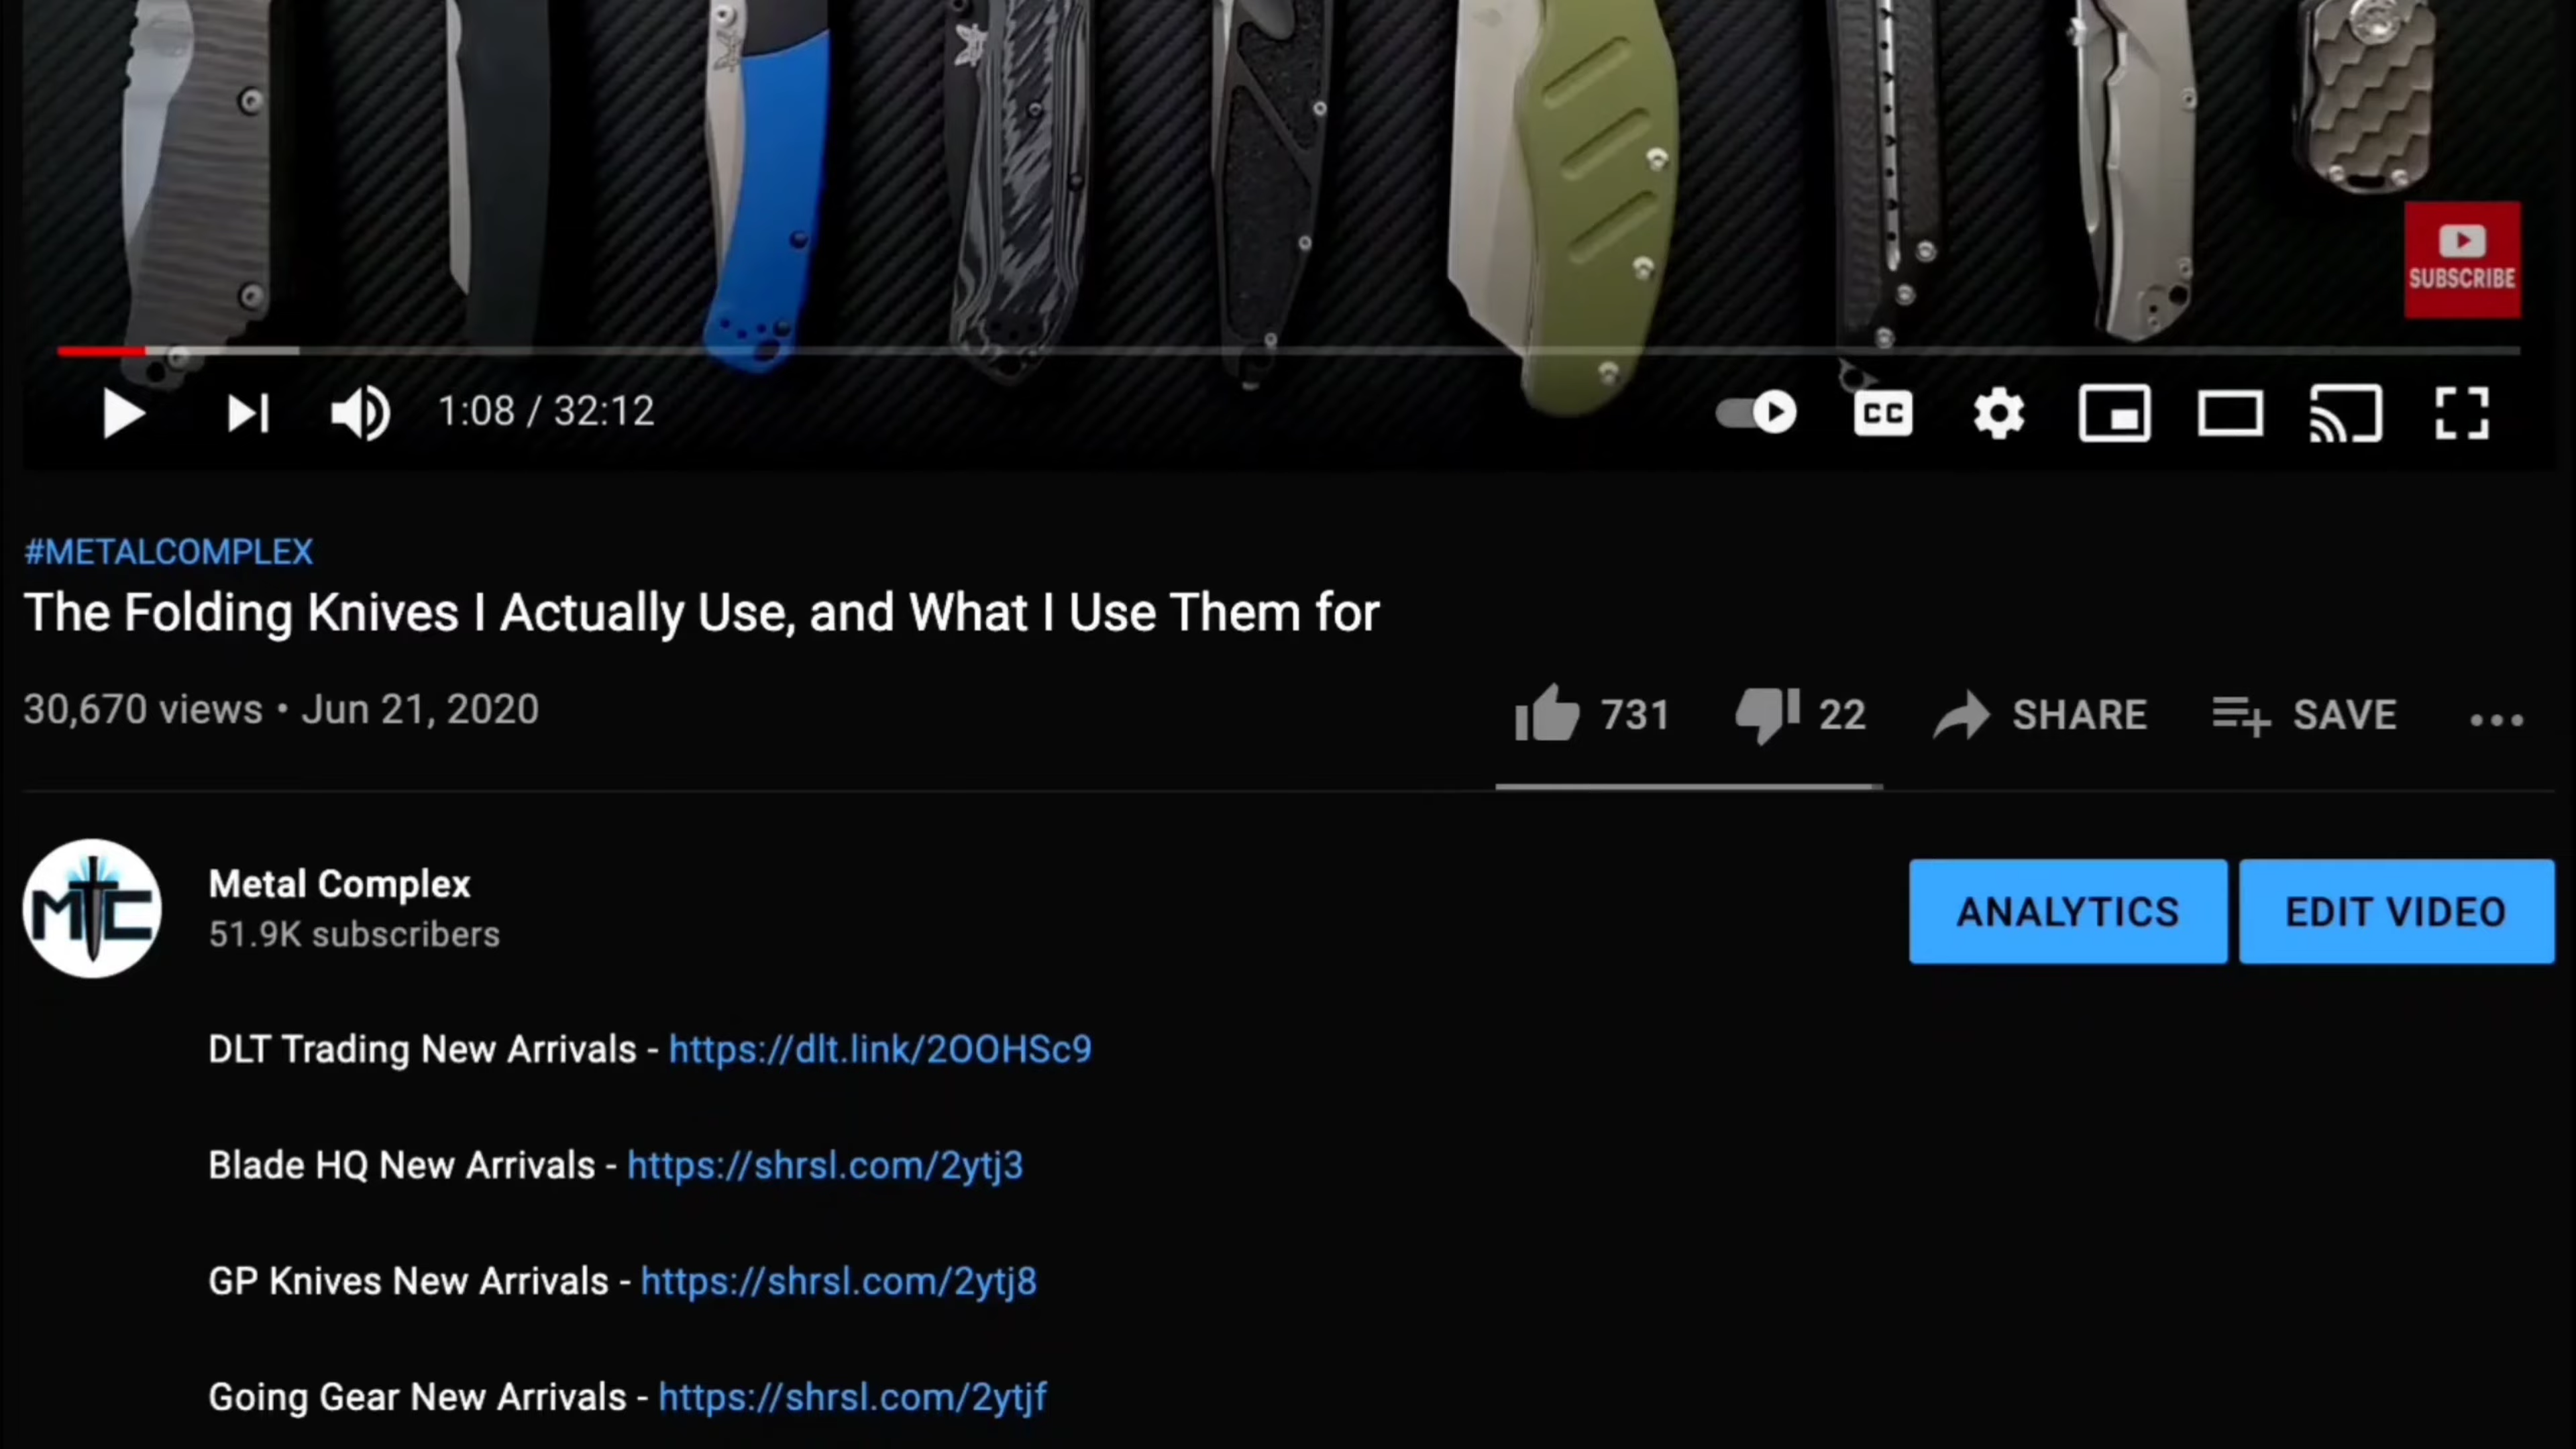 SUBSCRIBE
1:08 / 32:12
CC
#METALCOMPLEX
The Folding Knives I Actually Use, and What I Use Them for
30,670 views • Jun 21, 2020
731
22
SHARE
SAVE
MTC
Metal Complex
51.9K subscribers
ANALYTICS
EDIT VIDEO
DLT Trading New Arrivals - https://dlt.link/2OOHSc9
Blade HQ New Arrivals - https://shrsl.com/2ytj3
GP Knives New Arrivals - https://shrsl.com/2ytj8
Going Gear New Arrivals - https://shrsl.com/2ytjf